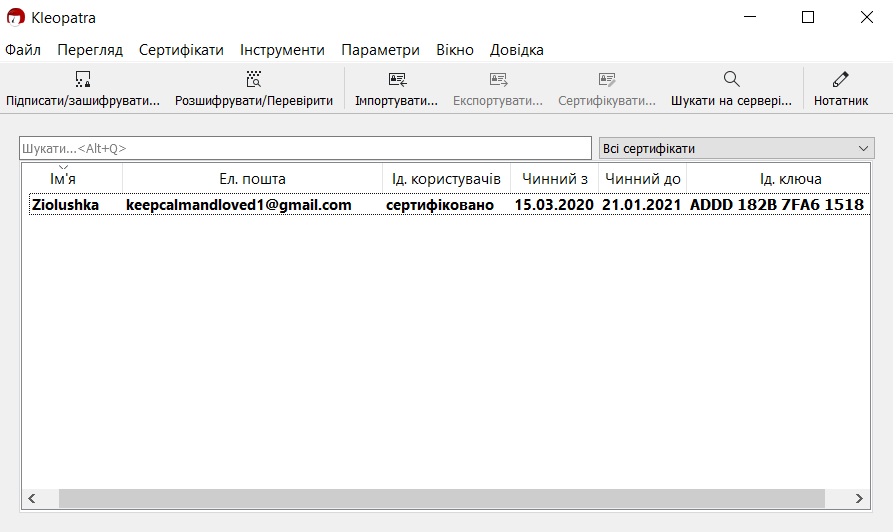 Kleopatra
Файл Перегляд Сертифікати Інструменти Параметри Вікно Довідка
Підписати/зашифрувати... Розшифрувати/Перевірити Імпортувати... Експортувати... Сертифікувати... Шукати на сервері... Нотатник
Шукати...<Alt+Q> Всі сертифікати
Ім'я Ел. пошта Ід. користувачів Чинний з Чинний до Ід. ключа
Ziolushka keepcalmandloved1@gmail.com сертифіковано 15.03.2020 21.01.2021 ADDD 182B 7FA6 1518